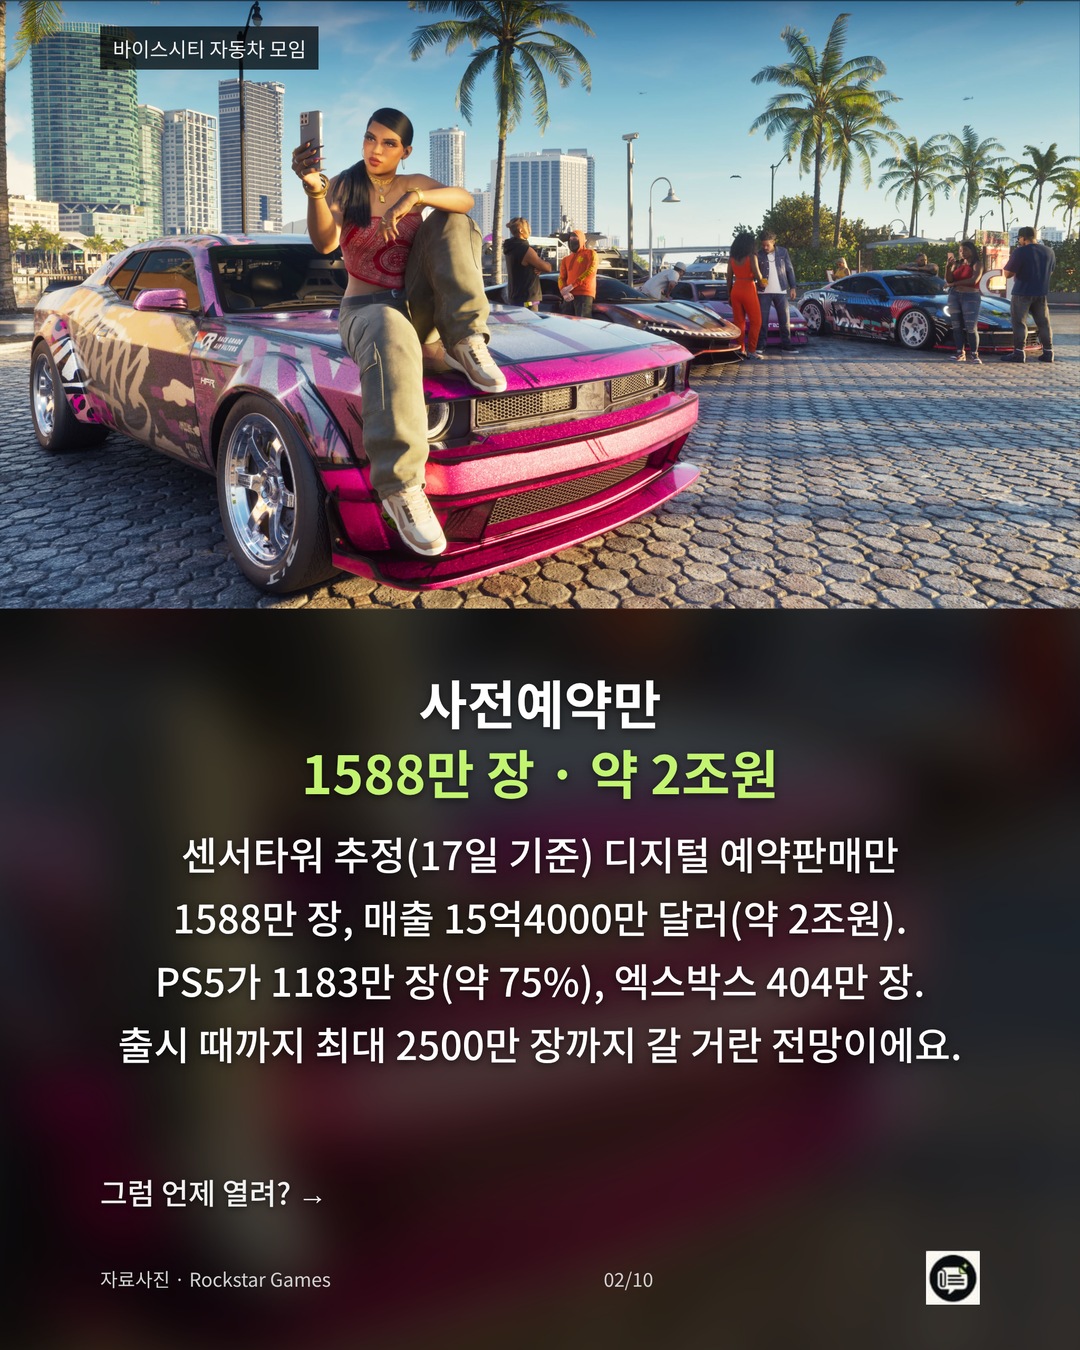 바이스시티 자동차 모임
HFR
사전예약만
1588만 장 · 약 2조원
센서타워 추정(17일 기준) 디지털 예약판매만
1588만 장, 매출 15억4000만 달러(약 2조원).
PS5가 1183만 장(약 75%), 엑스박스 404만 장.
출시 때까지 최대 2500만 장까지 갈 거란 전망이에요.
그럼 언제 열려? →
자료사진 · Rockstar Games
02/10